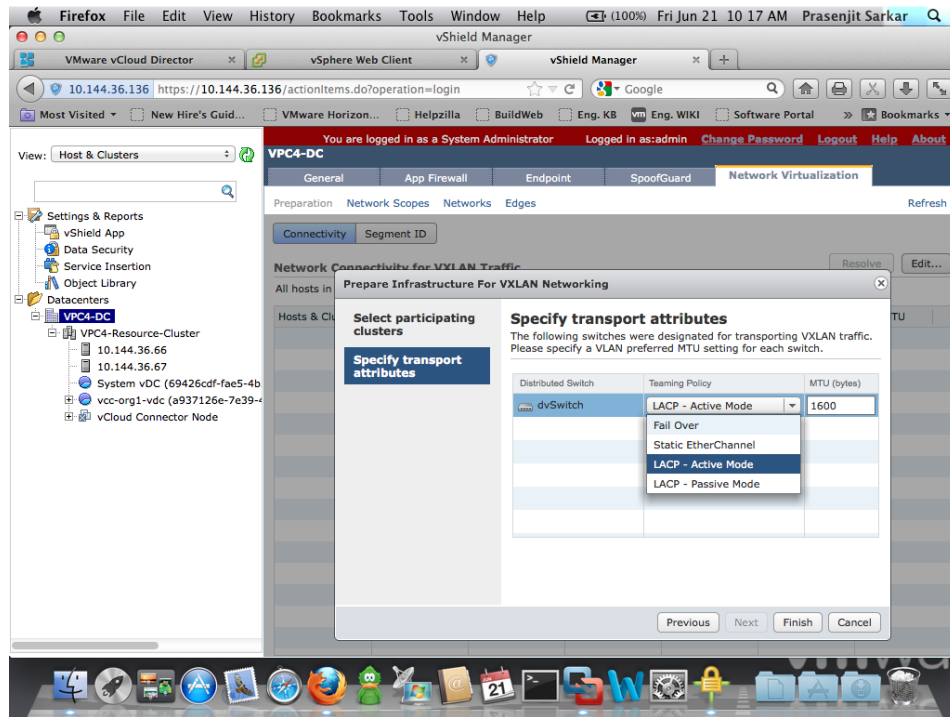 Firefox File Edit View History Bookmarks Tools Window Help (100%) Fri Jun 21 10 17 AM Prasenjit Sarkar
vShield Manager
VMware vCloud Director × vSphere Web Client × vShield Manager × +
10.144.36.136 https://10.144.36.136/actionItems.do?operation=login Google
Most Visited New Hire's Guid... VMware Horizon... Helpzilla BuildWeb Eng. KB vm Eng. WIKI Software Portal » Bookmarks
You are logged in as a System Administrator Logged in as:admin Change Password Logout Help About
View: Host & Clusters
VPC4-DC
General App Firewall Endpoint SpoofGuard Network Virtualization
Preparation Network Scopes Networks Edges Refresh
Settings & Reports
vShield App
Data Security
Service Insertion
Object Library
Datacenters
VPC4-DC
VPC4-Resource-Cluster
10.144.36.66
10.144.36.67
System vDC (69426cdf-fae5-4b
vcc-org1-vdc (a937126e-7e39-4
vCloud Connector Node
Connectivity Segment ID
Network Connectivity for VXLAN Traffic Resolve Edit...
All hosts in
Hosts & Clu TU
Prepare Infrastructure For VXLAN Networking
Select participating
clusters
Specify transport
attributes
Specify transport attributes
The following switches were designated for transporting VXLAN traffic.
Please specify a VLAN preferred MTU setting for each switch.
Distributed Switch Teaming Policy MTU (bytes)
dvSwitch LACP - Active Mode 1600
Fail Over
Static EtherChannel
LACP - Active Mode
LACP - Passive Mode
Previous Next Finish Cancel
21